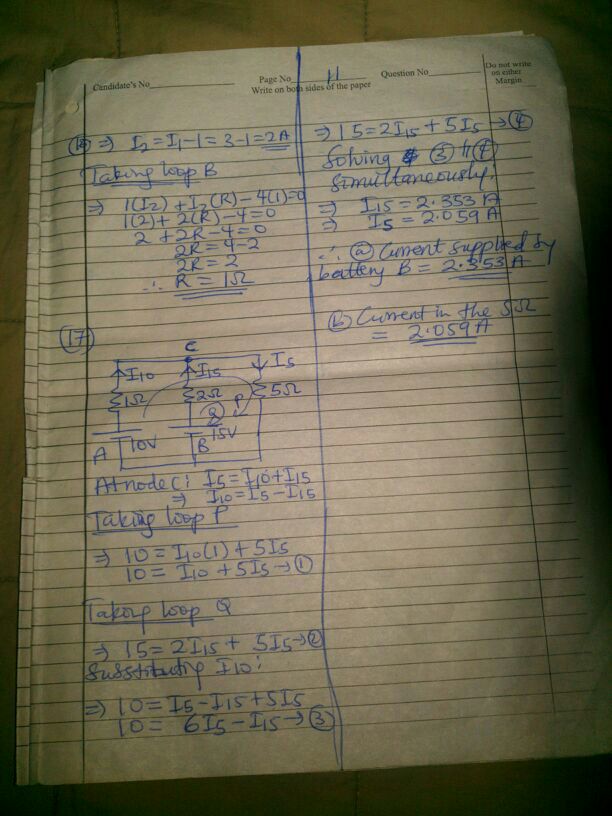 Candidate's No
Page No 11
Question No
Do not write
on either
Margin
Write on both sides of the paper
⇒ I₂ = I₁ - 1 = 3 - 1 = 2A
Taking loop B
⇒ 1(I₂) + I₂(R) - 4(1) = 0
1(2) + 2(R) - 4 = 0
2 + 2R - 4 = 0
2R = 4 - 2
2R = 2
∴ R = 1Ω
(17)
C
I₁₀
I₁₅
I₅
1Ω
2Ω
5Ω
P
Q
A
10V
B
15V
At node C: I₅ = I₁₀ + I₁₅
⇒ I₁₀ = I₅ - I₁₅
Taking loop P
⇒ 10 = I₁₀(1) + 5I₅
10 = I₁₀ + 5I₅ → ①
Taking loop Q
⇒ 15 = 2I₁₅ + 5I₅ → ②
Substituting I₁₀:
⇒ 10 = I₅ - I₁₅ + 5I₅
10 = 6I₅ - I₁₅ → ③
⇒ 15 = 2I₁₅ + 5I₅ → ④
Solving ③ ④
simultaneously.
⇒ I₁₅ = 2.353 A
⇒ I₅ = 2.059 A
∴ ⓐ Current supplied by
battery B = 2.353 A
ⓑ Current in the 5Ω
= 2.059 A